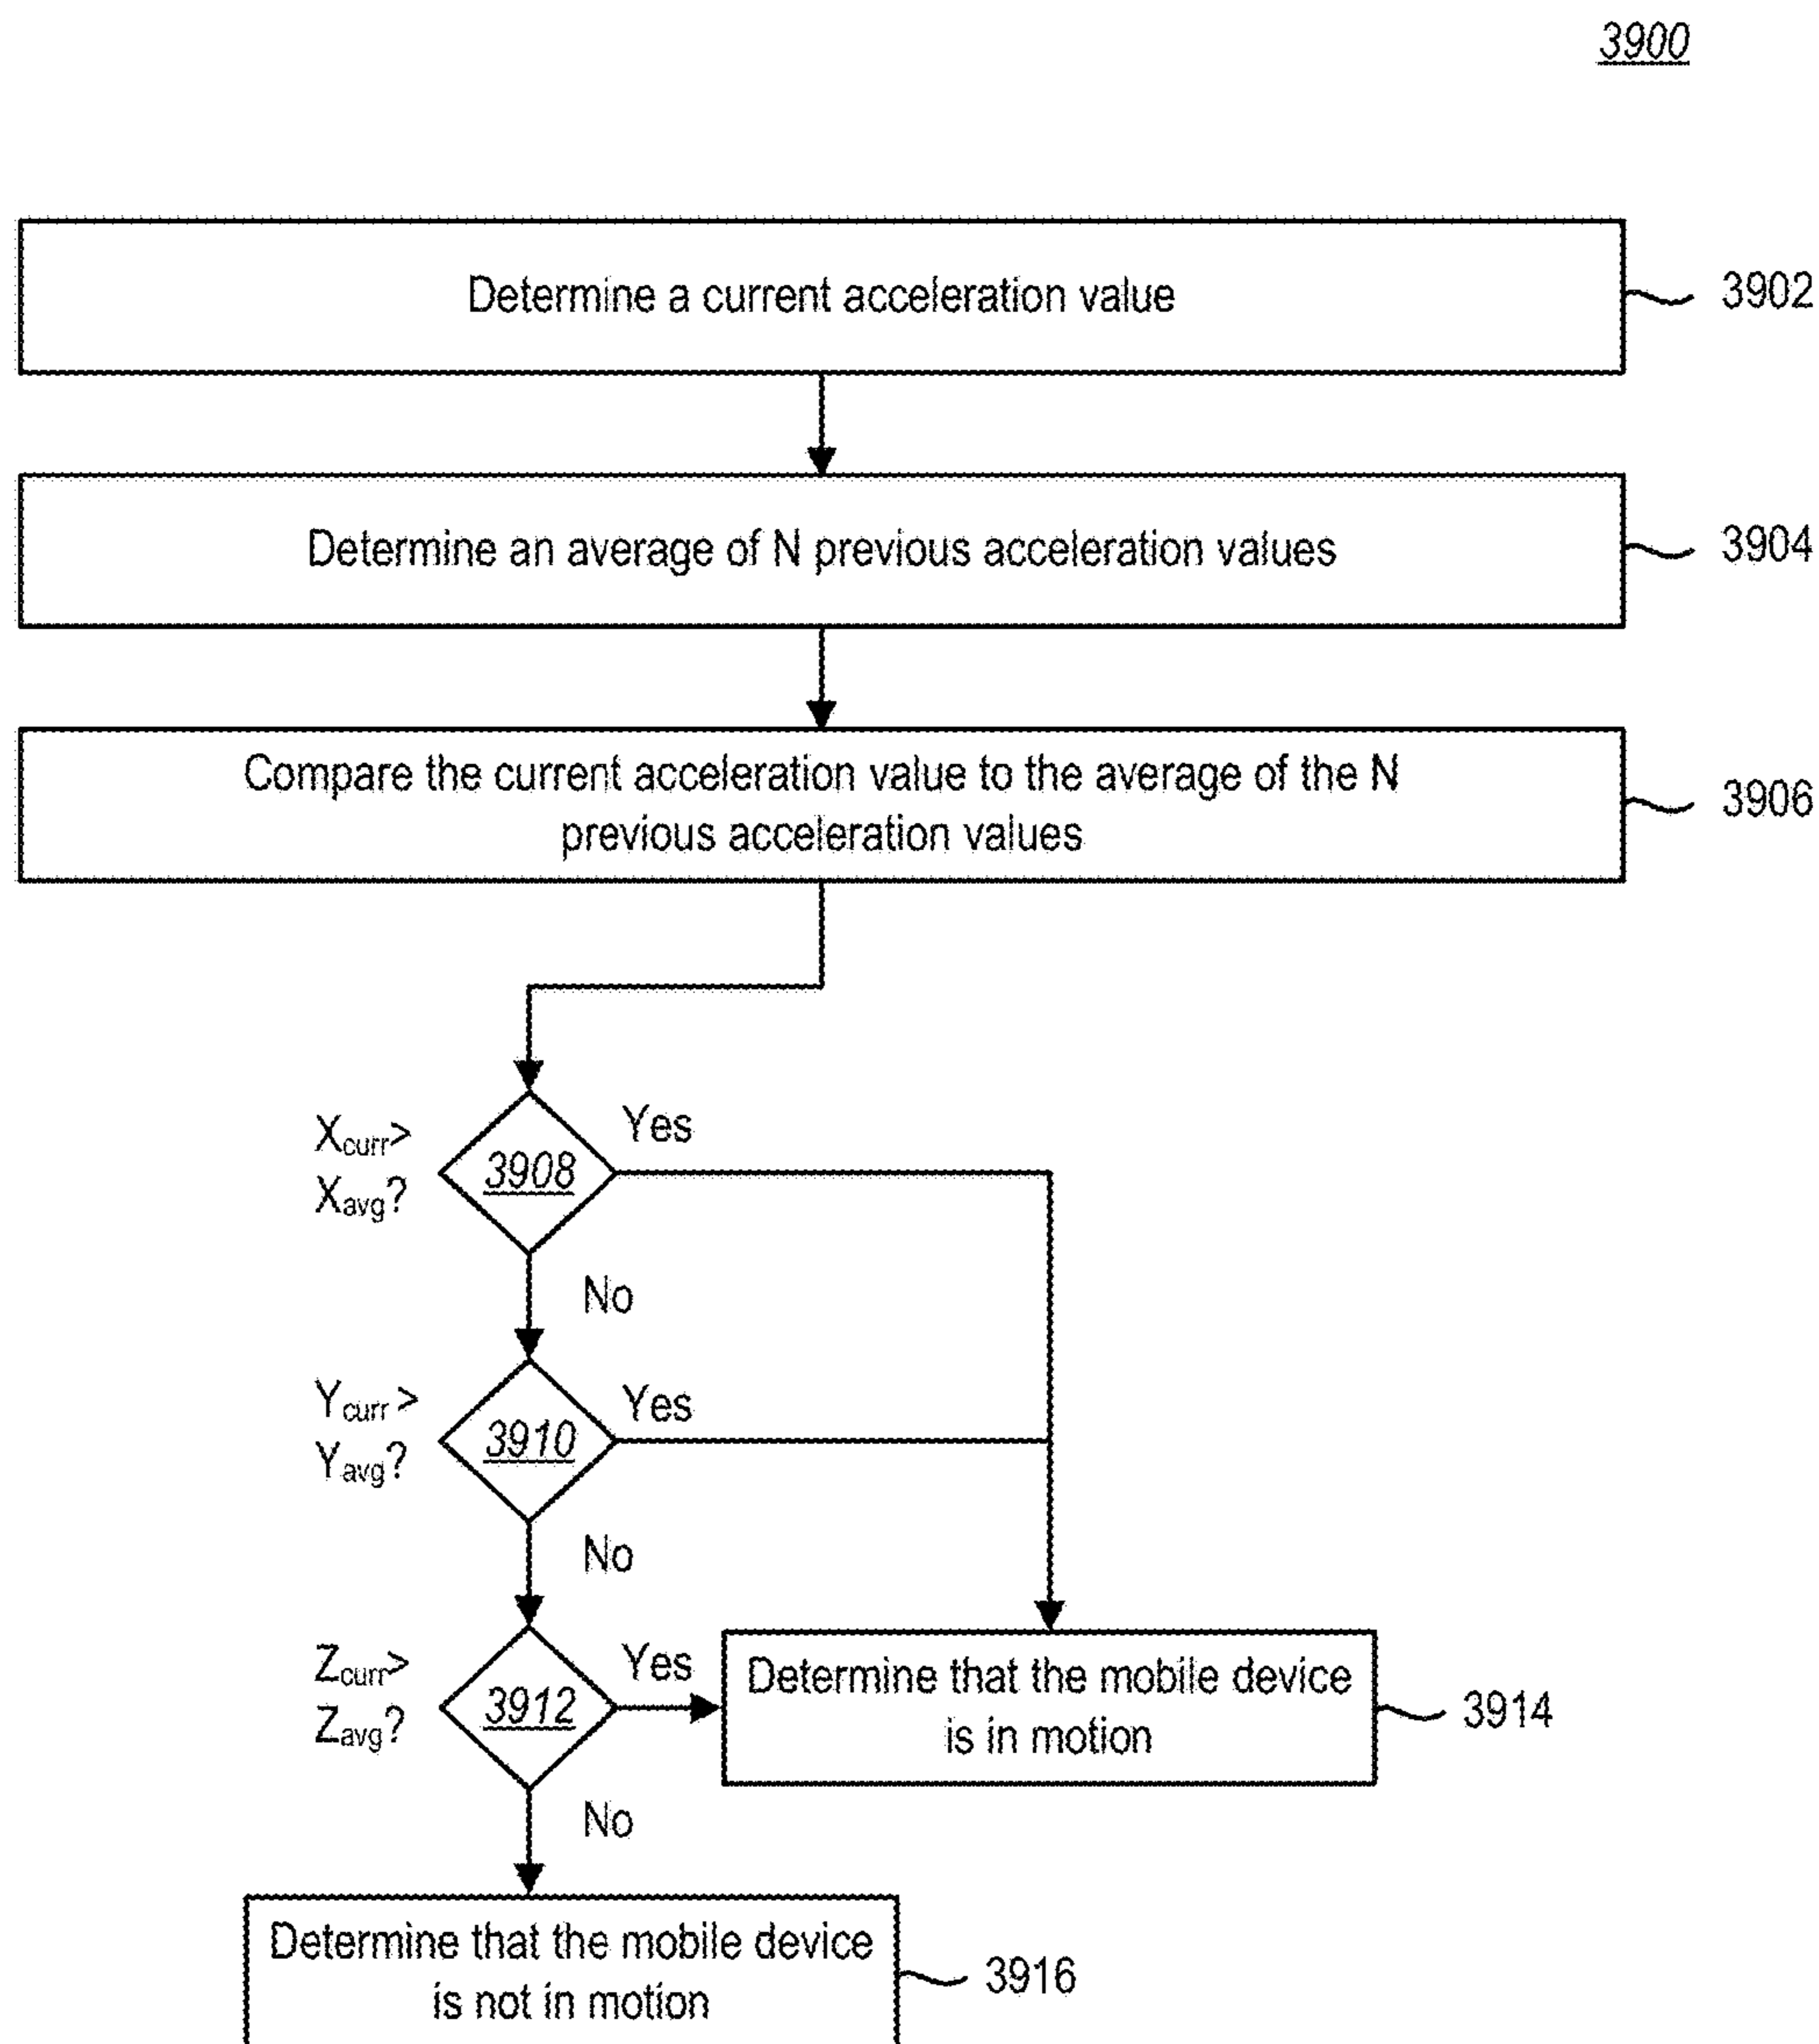 3900
Determine a current acceleration value
3902
Determine an average of N previous acceleration values
3904
Compare the current acceleration value to the average of the N
previous acceleration values
3906
Xcurr>
Xavg?
3908
Yes
No
Ycurr >
Yavg?
3910
Yes
No
Zcurr>
Zavg?
3912
Yes
Determine that the mobile device
is in motion
3914
No
Determine that the mobile device
is not in motion
3916